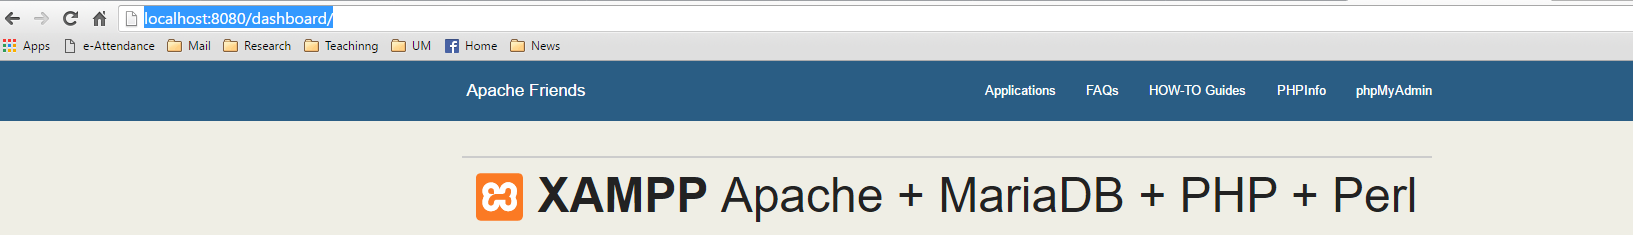 localhost:8080/dashboard/
Apps e-Attendance Mail Research Teachinng UM Home News
Apache Friends Applications FAQs HOW-TO Guides PHPInfo phpMyAdmin
XAMPP Apache + MariaDB + PHP + Perl